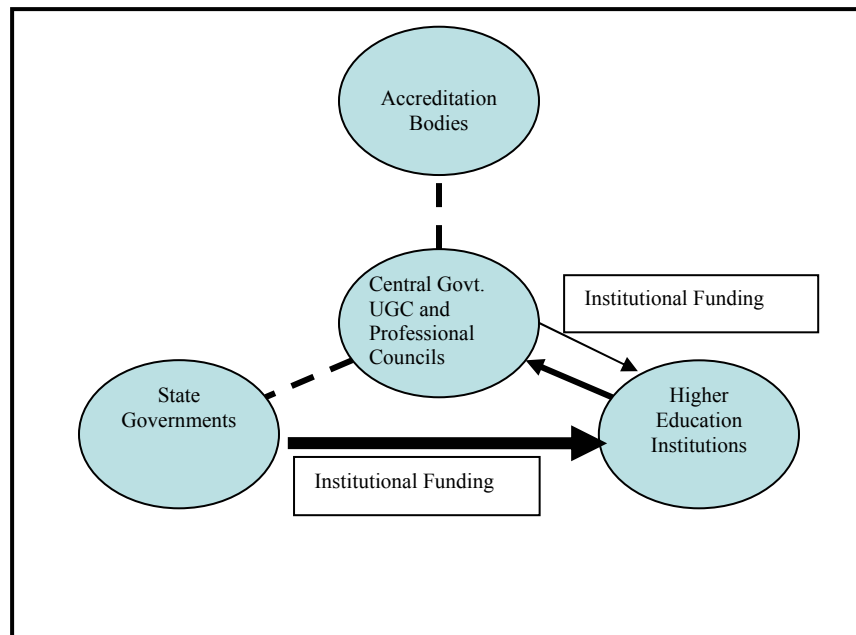 Accreditation
Bodies
Central Govt.
UGC and
Professional
Councils
Institutional Funding
State
Governments
Higher
Education
Institutions
Institutional Funding